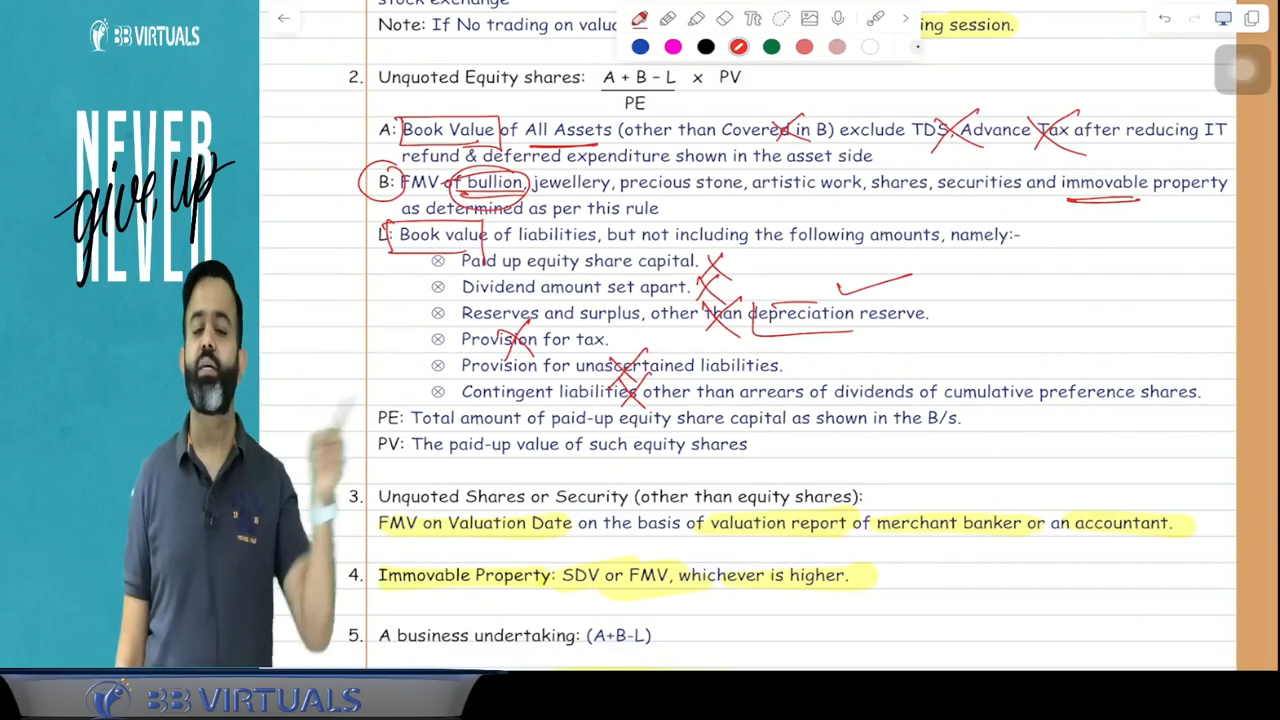 BB VIRTUALS
NEVER
give up
NEVER
stock exchange
Note: If No trading on valu
ing session.
Tt
2. Unquoted Equity shares: A + B – L x PV
PE
A: Book Value of All Assets (other than Covered in B) exclude TDS, Advance Tax after reducing IT
refund & deferred expenditure shown in the asset side
B: FMV of bullion, jewellery, precious stone, artistic work, shares, securities and immovable property
as determined as per this rule
L: Book value of liabilities, but not including the following amounts, namely:-
Paid up equity share capital.
Dividend amount set apart.
Reserves and surplus, other than depreciation reserve.
Provision for tax.
Provision for unascertained liabilities.
Contingent liabilities other than arrears of dividends of cumulative preference shares.
PE: Total amount of paid-up equity share capital as shown in the B/s.
PV: The paid-up value of such equity shares
3. Unquoted Shares or Security (other than equity shares):
FMV on Valuation Date on the basis of valuation report of merchant banker or an accountant.
4. Immovable Property: SDV or FMV, whichever is higher.
5. A business undertaking: (A+B-L)
BB VIRTUALS